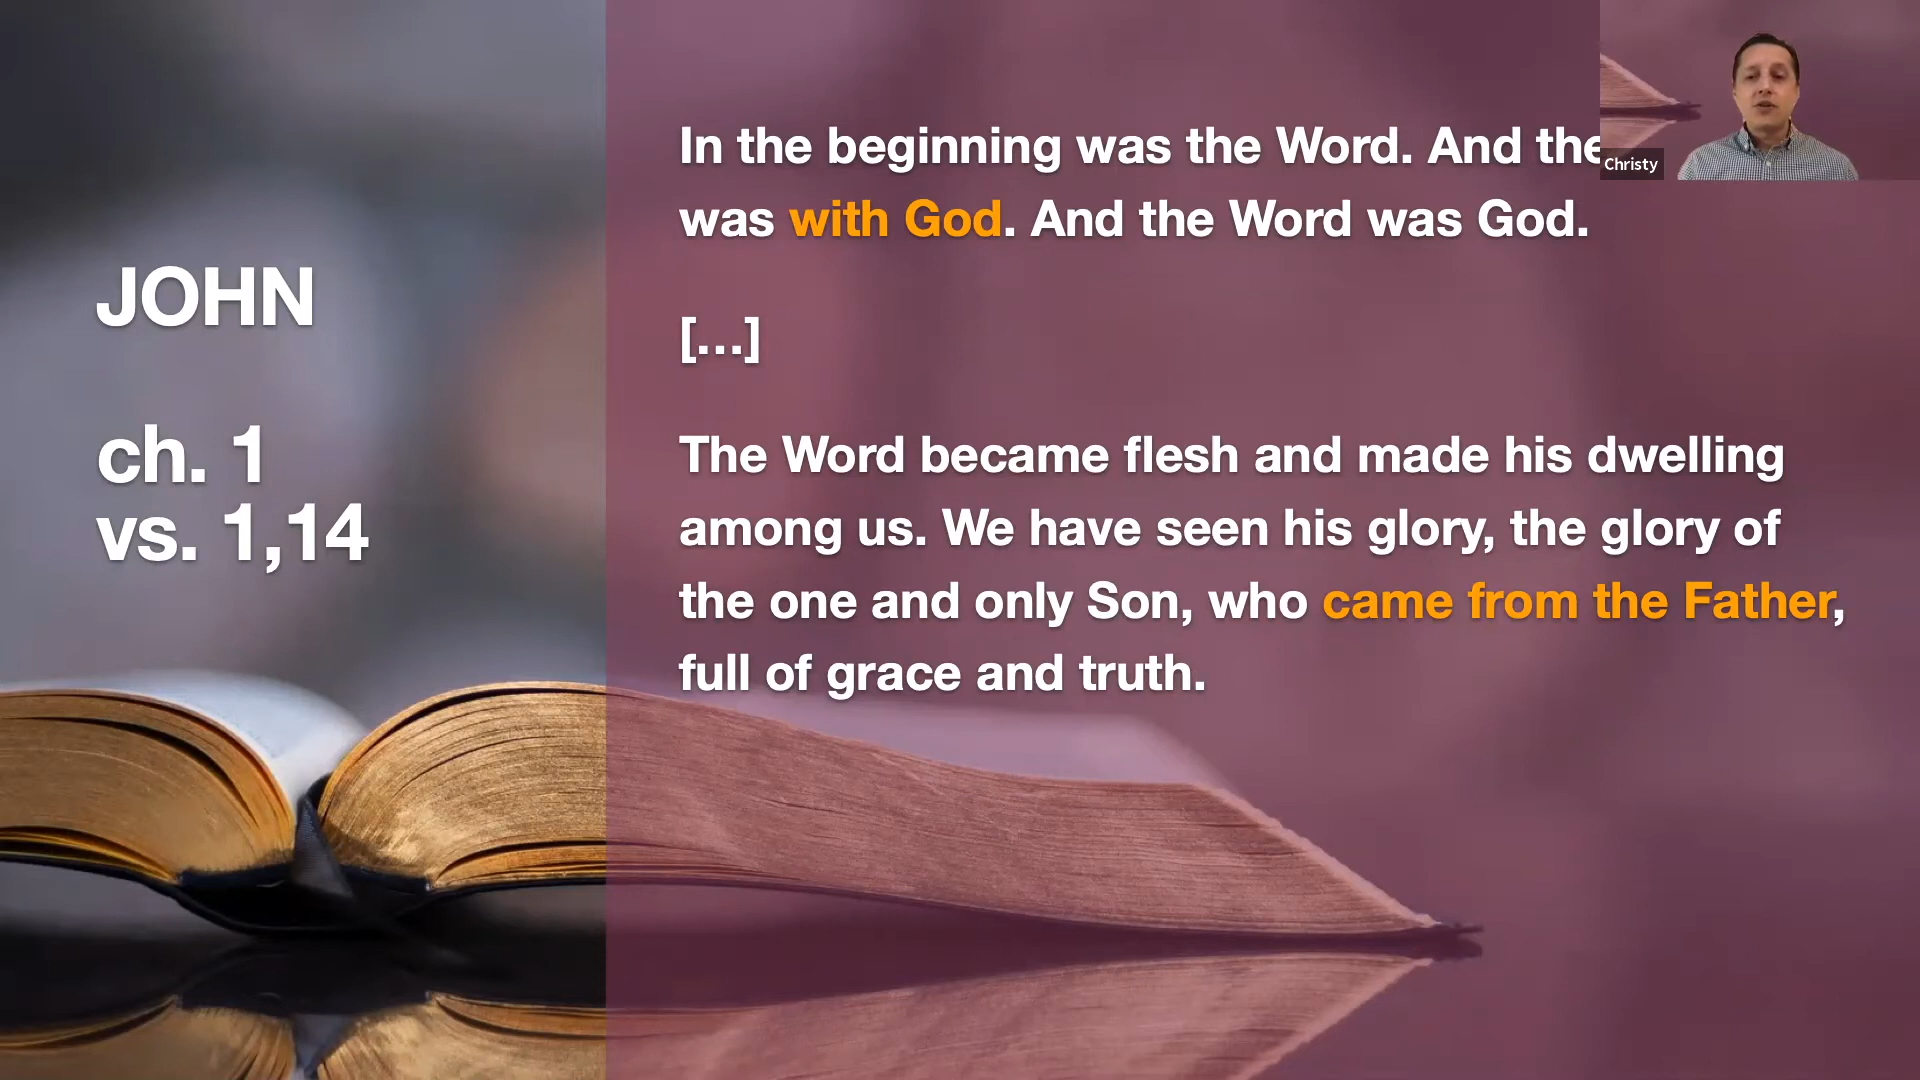 JOHN
ch. 1
vs. 1,14
In the beginning was the Word. And the
was with God. And the Word was God.
[...]
The Word became flesh and made his dwelling
among us. We have seen his glory, the glory of
the one and only Son, who came from the Father,
full of grace and truth.
Christy